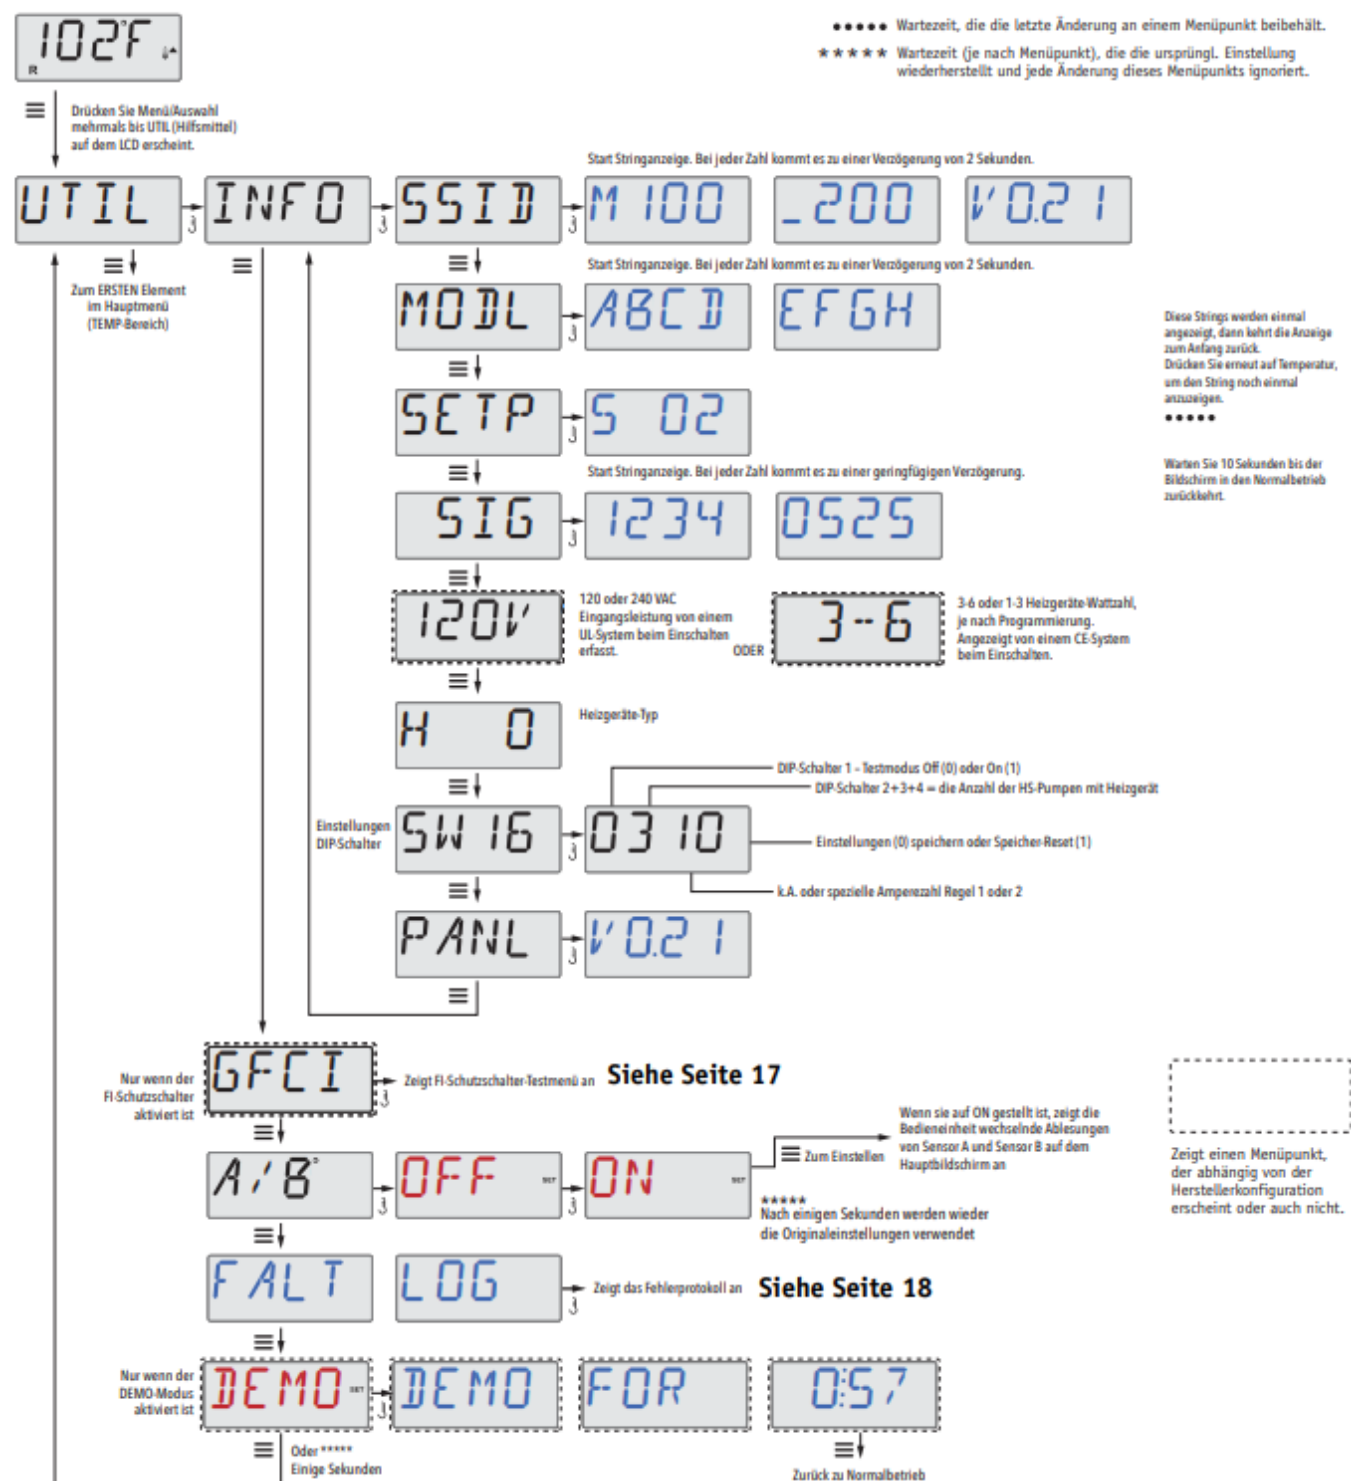 102°F
R
••••• Wartezeit, die die letzte Änderung an einem Menüpunkt beibehält.
***** Wartezeit (je nach Menüpunkt), die die ursprüngl. Einstellung
wiederherstellt und jede Änderung dieses Menüpunkts ignoriert.
Drücken Sie Menü/Auswahl
mehrmals bis UTIL (Hilfsmittel)
auf dem LCD erscheint.
Start Stringanzeige. Bei jeder Zahl kommt es zu einer Verzögerung von 2 Sekunden.
UTIL INFO SSID M100 _200 V0.21
Zum ERSTEN Element
im Hauptmenü
(TEMP-Bereich)
Start Stringanzeige. Bei jeder Zahl kommt es zu einer Verzögerung von 2 Sekunden.
MODL ABCD EFGH
Diese Strings werden einmal
angezeigt, dann kehrt die Anzeige
zum Anfang zurück.
Drücken Sie erneut auf Temperatur,
um den String noch einmal
anzuzeigen.
•••••
SETP S 02
Warten Sie 10 Sekunden bis der
Bildschirm in den Normalbetrieb
zurückkehrt.
Start Stringanzeige. Bei jeder Zahl kommt es zu einer geringfügigen Verzögerung.
SIG 1234 0525
120V
120 oder 240 VAC
Eingangsleistung von einem
UL-System beim Einschalten
erfasst.
ODER
3-6
3-6 oder 1-3 Heizgeräte-Wattzahl,
je nach Programmierung.
Angezeigt von einem CE-System
beim Einschalten.
H 0
Heizgeräte-Typ
DIP-Schalter 1 - Testmodus Off (0) oder On (1)
DIP-Schalter 2+3+4 = die Anzahl der HS-Pumpen mit Heizgerät
Einstellungen
DIP-Schalter
SW16 0310
Einstellungen (0) speichern oder Speicher-Reset (1)
k.A. oder spezielle Amperezahl Regel 1 oder 2
PANL V0.21
Nur wenn der
FI-Schutzschalter
aktiviert ist
GFCI
Zeigt FI-Schutzschalter-Testmenü an Siehe Seite 17
A/B° OFF SET ON SET
Zum Einstellen
Wenn sie auf ON gestellt ist, zeigt die
Bedieneinheit wechselnde Ablesungen
von Sensor A und Sensor B auf dem
Hauptbildschirm an
*****
Nach einigen Sekunden werden wieder
die Originaleinstellungen verwendet
Zeigt einen Menüpunkt,
der abhängig von der
Herstellerkonfiguration
erscheint oder auch nicht.
FALT LOG
Zeigt das Fehlerprotokoll an Siehe Seite 18
Nur wenn der
DEMO-Modus
aktiviert ist
DEMO SET DEMO FOR 0:57
Oder *****
Einige Sekunden
Zurück zu Normalbetrieb